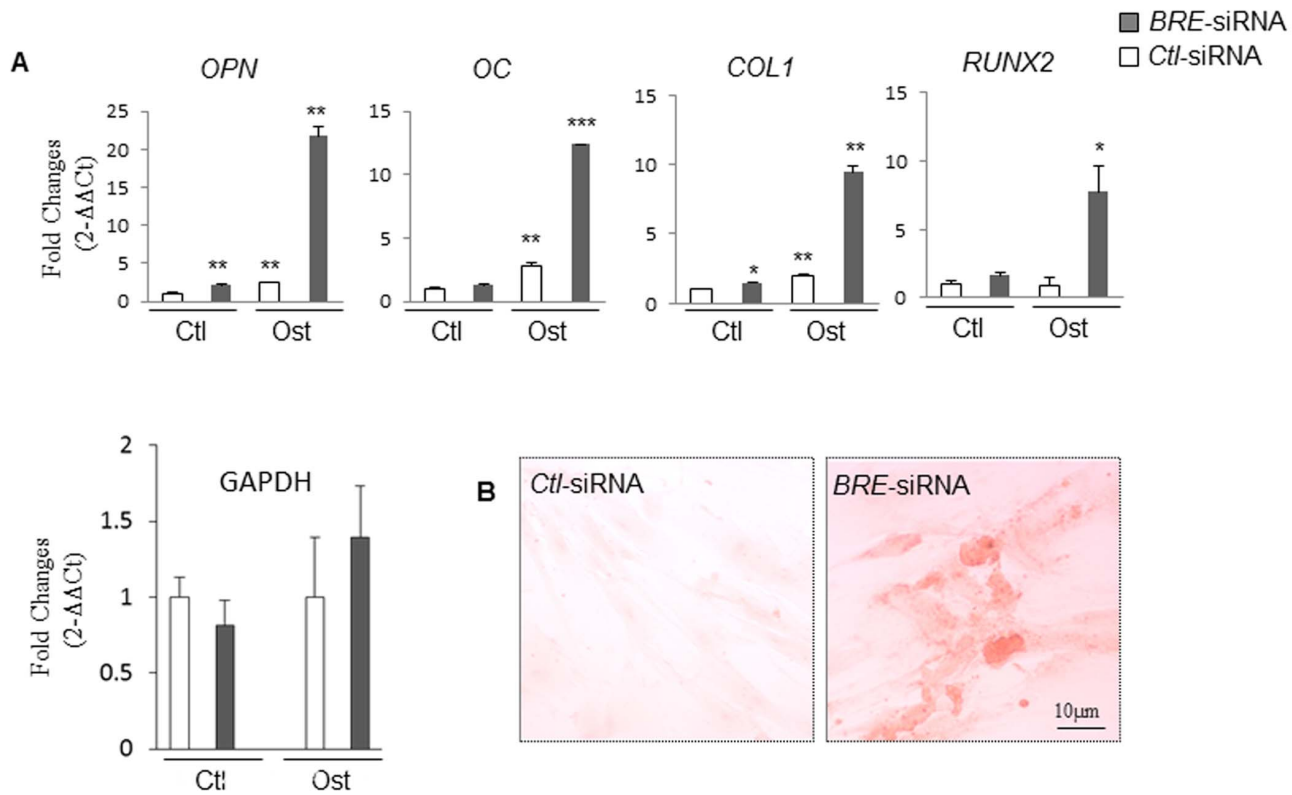 BRE-siRNA
Ctl-siRNA
A
OPN
OC
COL1
RUNX2
Fold Changes
(2-ΔΔCt)
25
20
15
10
5
0
**
**
**
Ctl
Ost
15
10
5
0
**
***
Ctl
Ost
15
10
5
0
*
**
**
Ctl
Ost
15
10
5
0
*
Ctl
Ost
GAPDH
Fold Changes
(2-ΔΔCt)
2
1.5
1
0.5
0
Ctl
Ost
B
Ctl-siRNA
BRE-siRNA
10μm